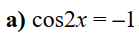 a) cos2x = –1